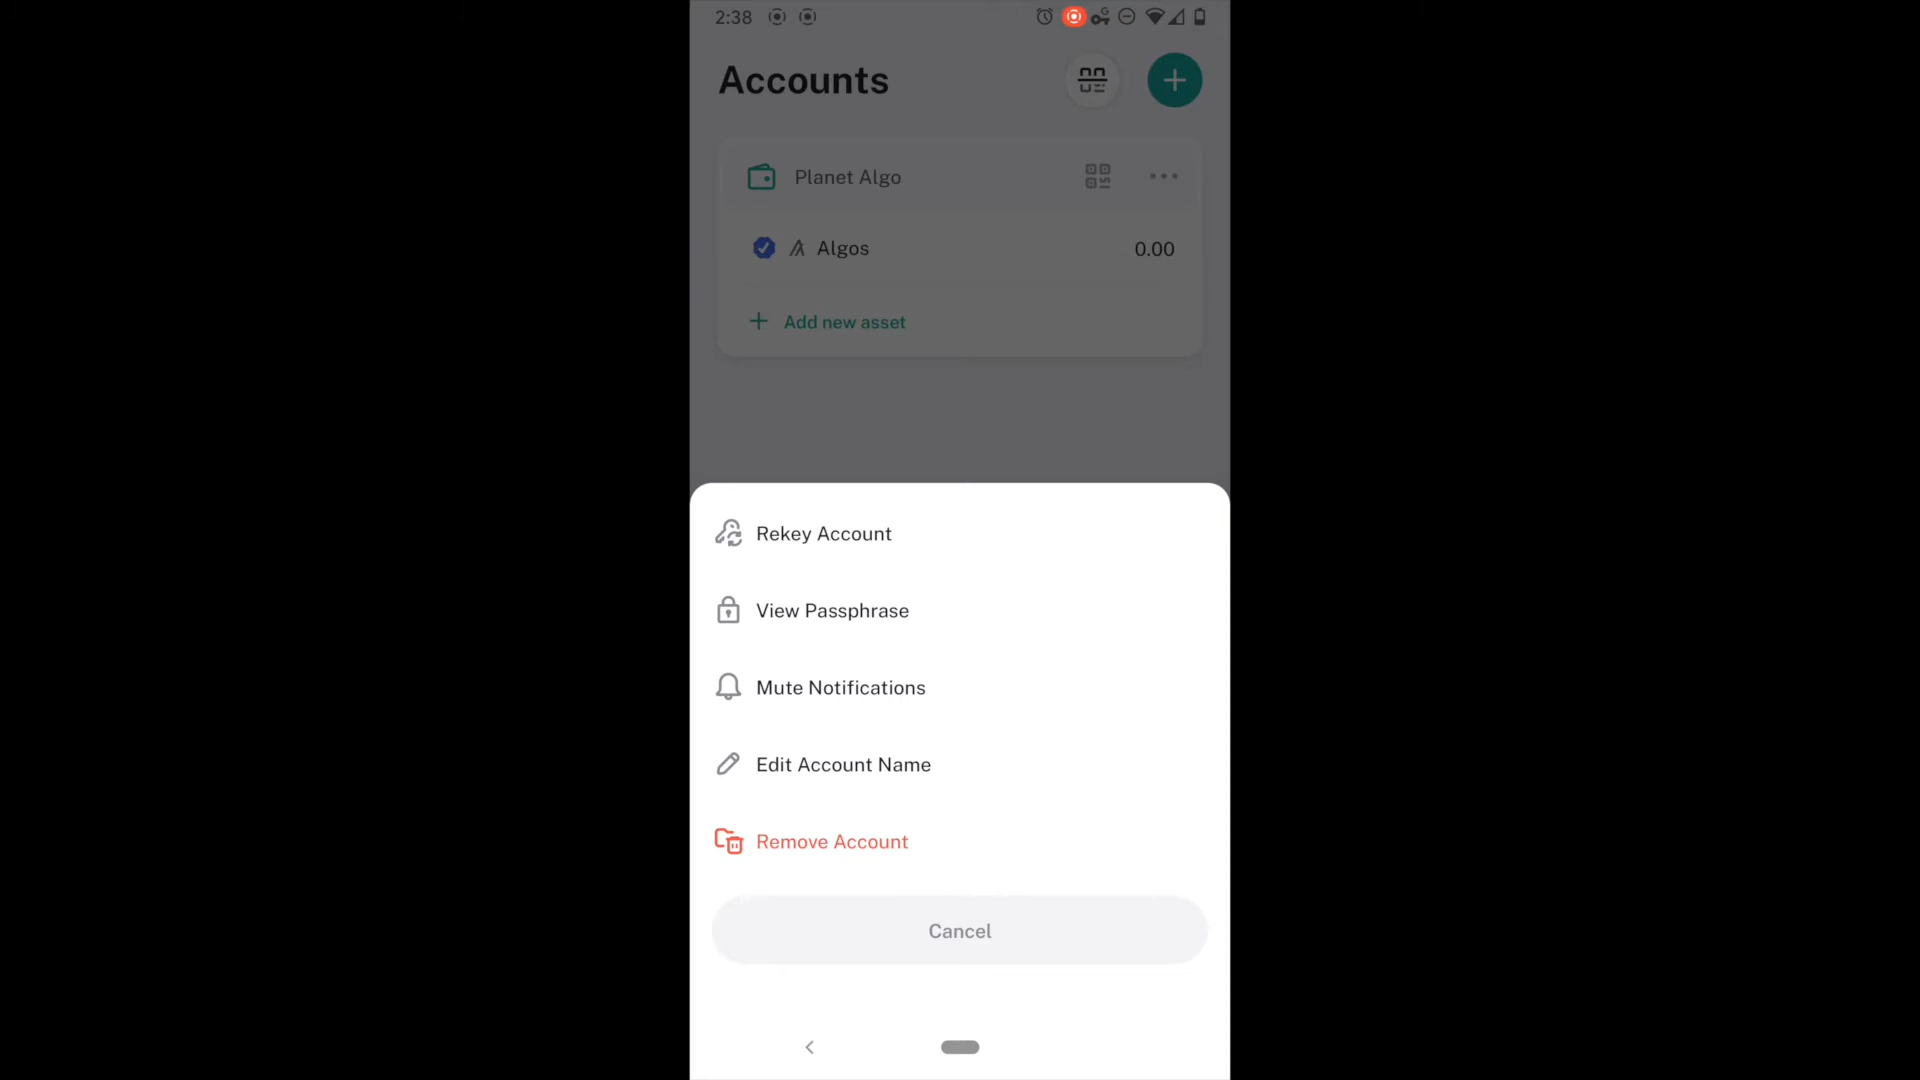 2:38
Accounts
Planet Algo
Algos 0.00
Add new asset
Rekey Account
View Passphrase
Mute Notifications
Edit Account Name
Remove Account
Cancel